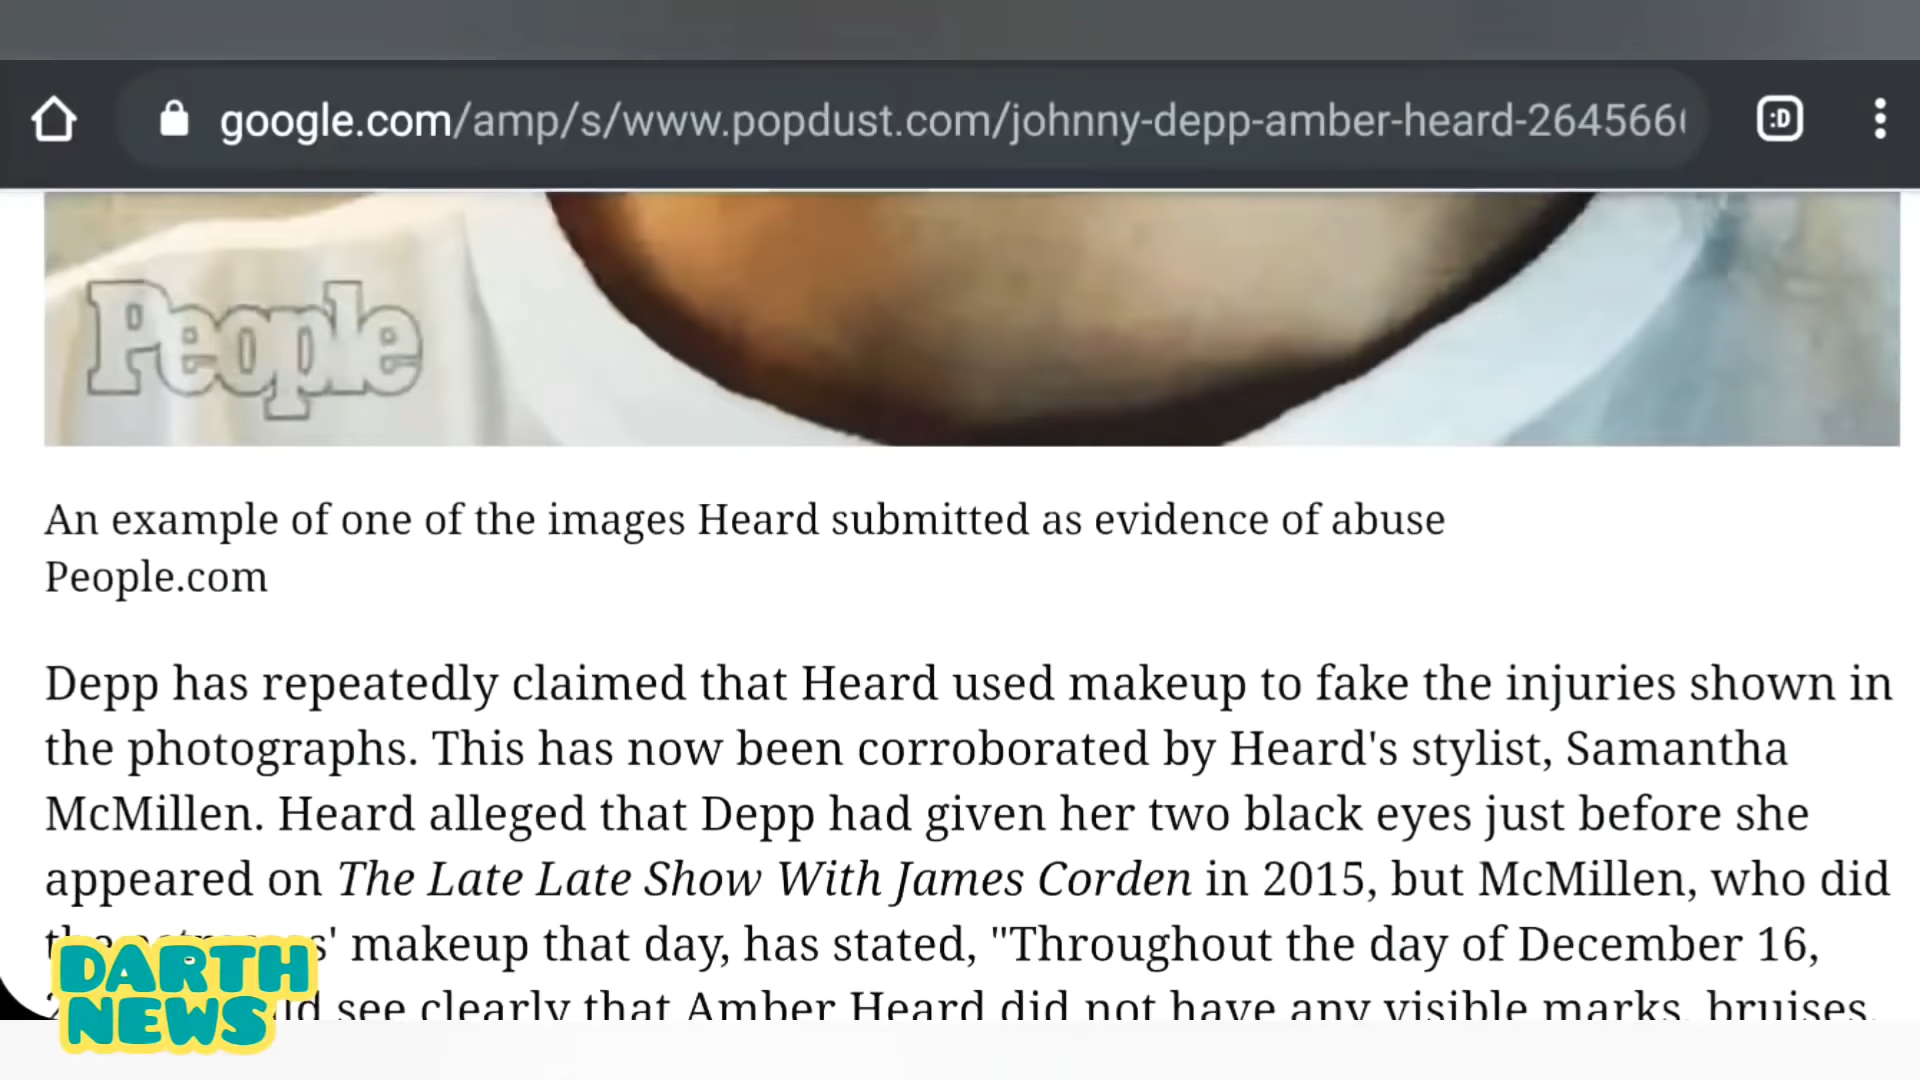 google.com/amp/s/www.popdust.com/johnny-depp-amber-heard-264566
:D
People
An example of one of the images Heard submitted as evidence of abuse
People.com
Depp has repeatedly claimed that Heard used makeup to fake the injuries shown in
the photographs. This has now been corroborated by Heard's stylist, Samantha
McMillen. Heard alleged that Depp had given her two black eyes just before she
appeared on The Late Late Show With James Corden in 2015, but McMillen, who did
makeup that day, has stated, "Throughout the day of December 16,
see clearly that Amber Heard did not have any visible marks, bruises,
DARTH
NEWS